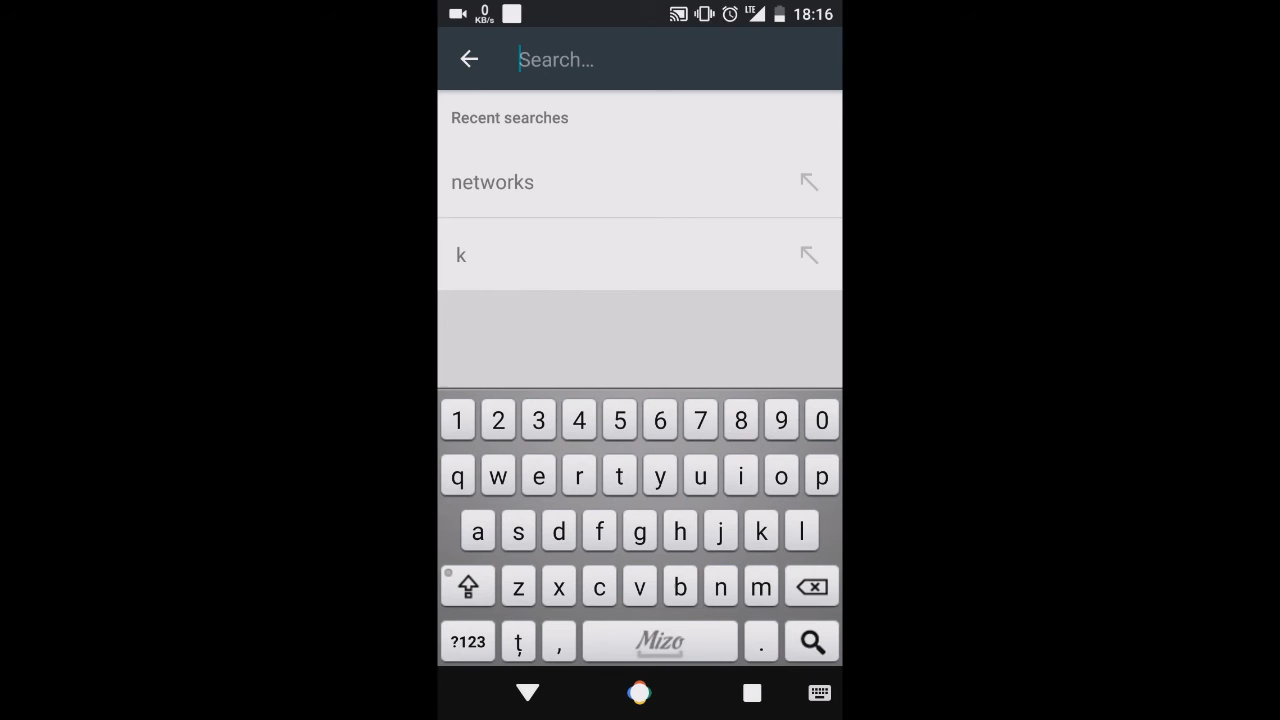 0
KB/s
LTE
18:16
Search...
Recent searches
networks
k
1 2 3 4 5 6 7 8 9 0
q w e r t y u i o p
a s d f g h j k l
z x c v b n m
?123 ț , Mizo .